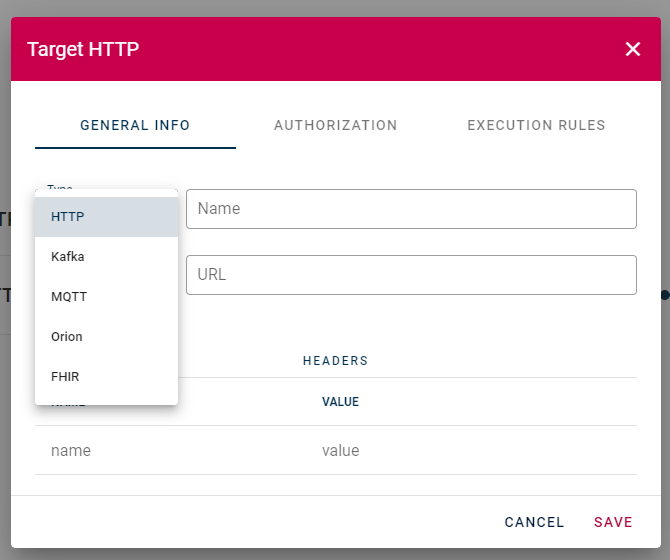 Target HTTP
GENERAL INFO AUTHORIZATION EXECUTION RULES
Type
HTTP
Name
Kafka
URL
MQTT
Orion
HEADERS
FHIR
VALUE
name value
CANCEL SAVE